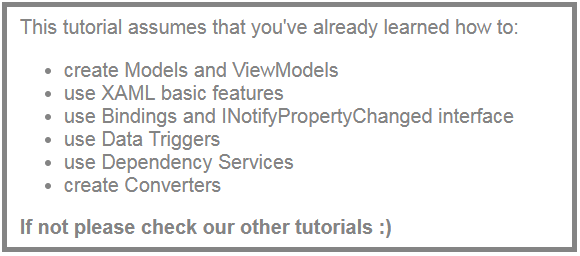 This tutorial assumes that you've already learned how to:
• create Models and ViewModels
• use XAML basic features
• use Bindings and INotifyPropertyChanged interface
• use Data Triggers
• use Dependency Services
• create Converters
If not please check our other tutorials :)